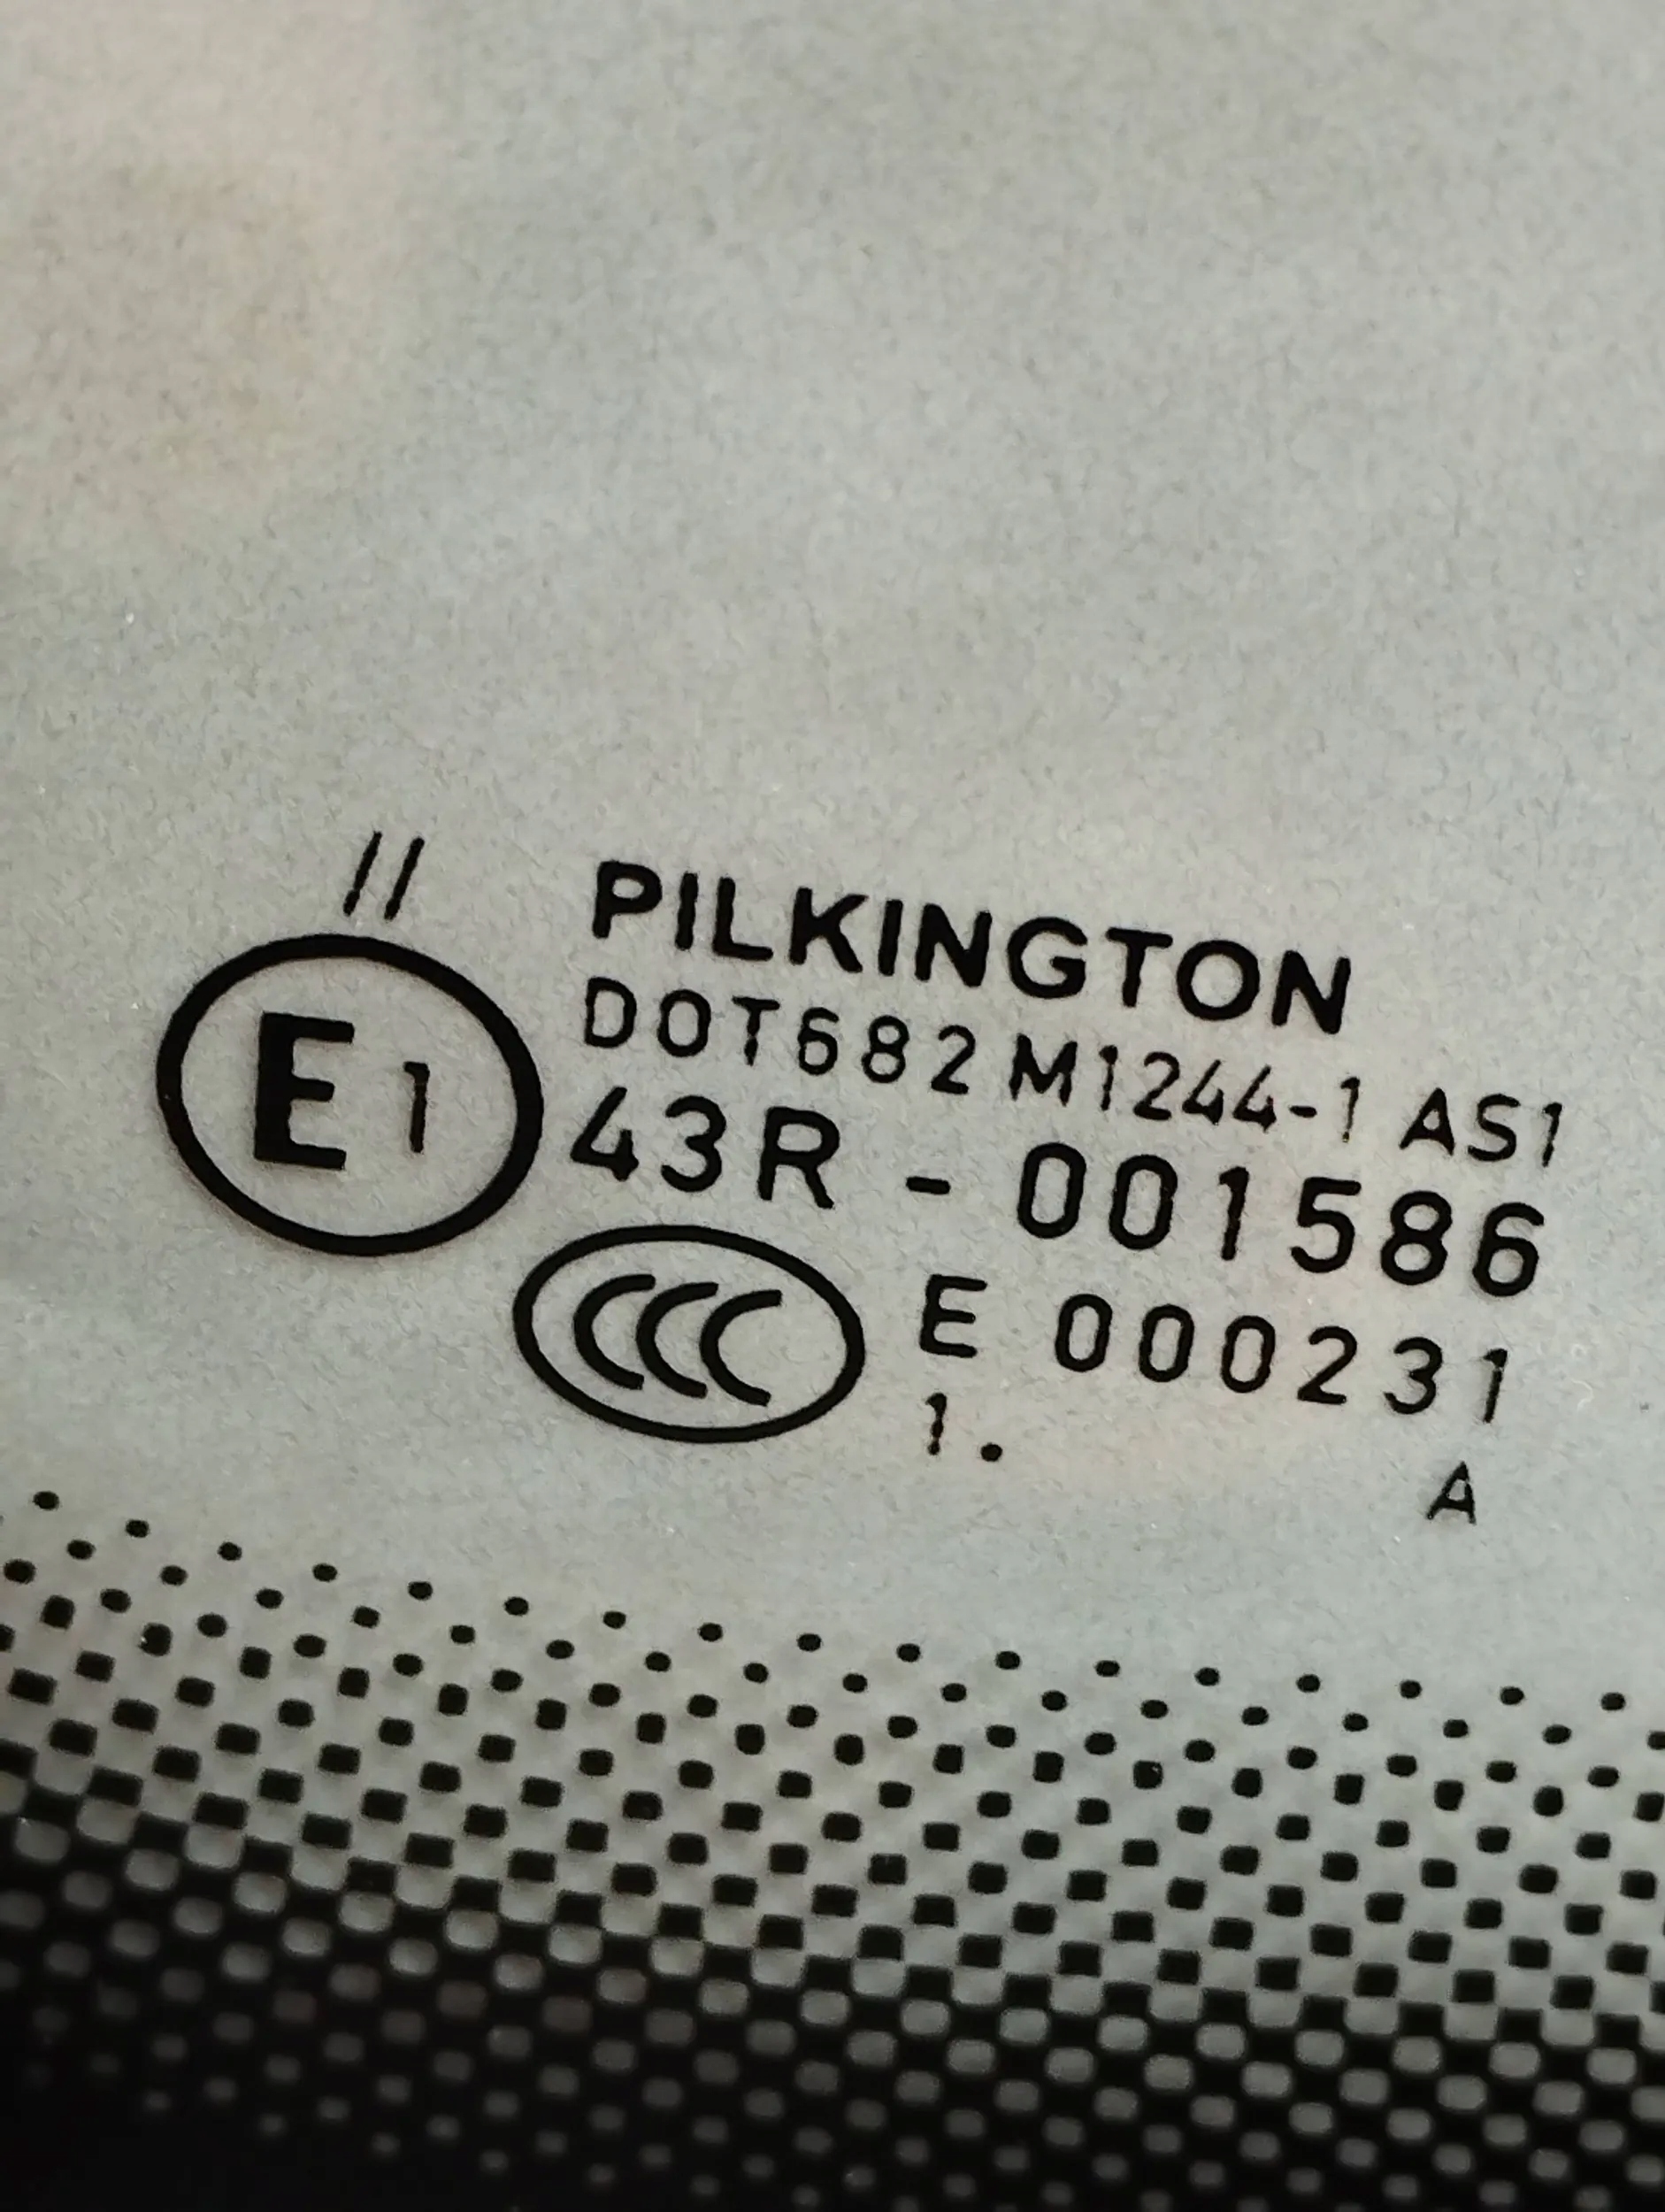 //
PILKINGTON
DOT682 M1244-1 AS1
E1 43R - 001586
CCC E 000231
1. A